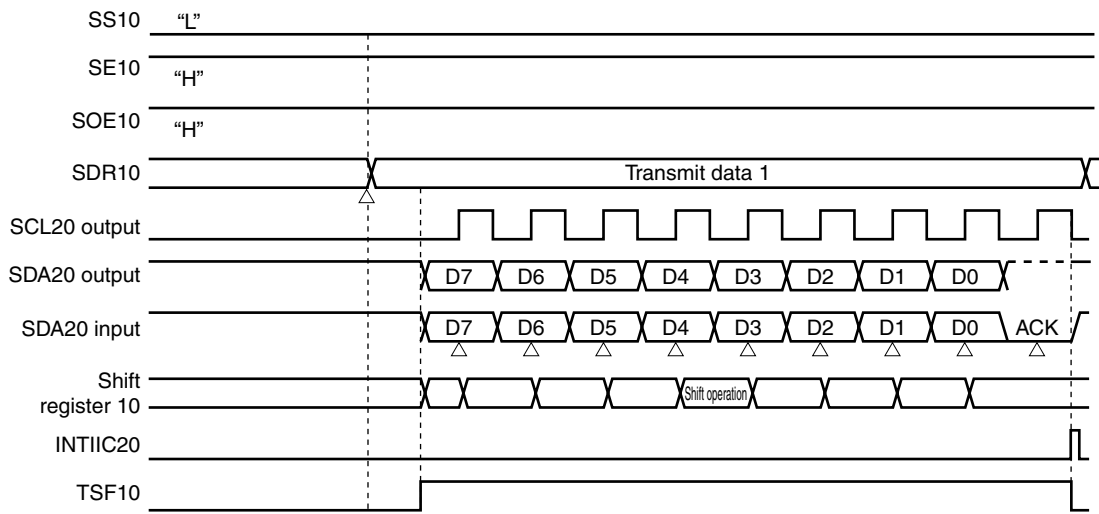 SS10 “L”
SE10 “H”
SOE10 “H”
SDR10 Transmit data 1
SCL20 output
SDA20 output D7 D6 D5 D4 D3 D2 D1 D0
SDA20 input D7 D6 D5 D4 D3 D2 D1 D0 ACK
Shift
register 10 Shift operation
INTIIC20
TSF10